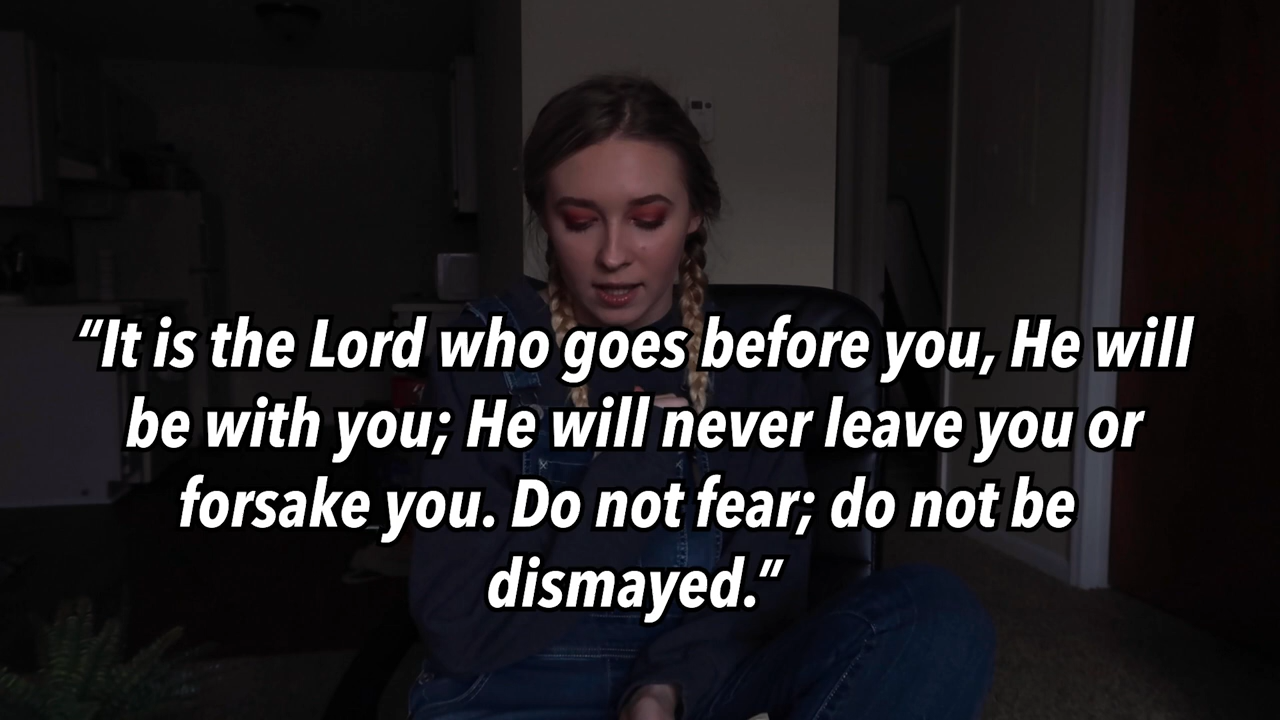 “It is the Lord who goes before you, He will
be with you; He will never leave you or
forsake you. Do not fear; do not be
dismayed.”